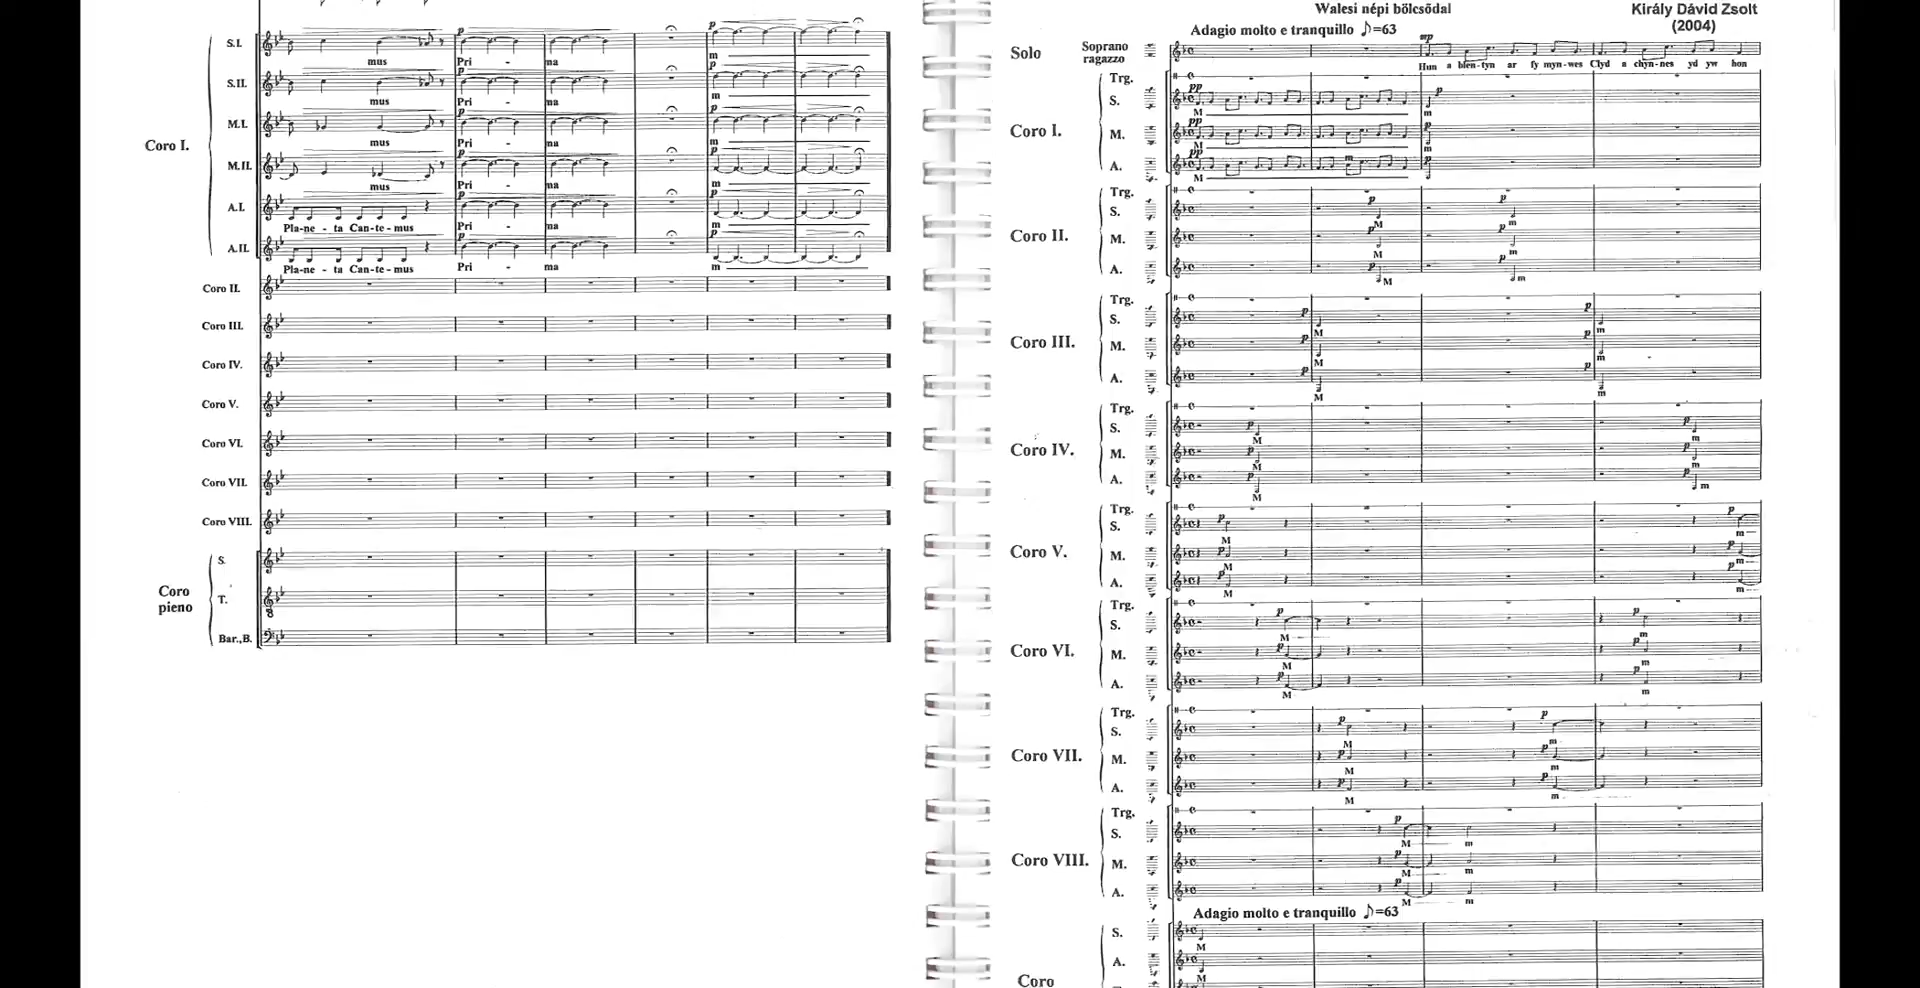 S.I.
p
mus
Pri - ma
m
S.II.
p
mus
Pri - ma
m
Coro I.
M.I.
p
mus
Pri - ma
m
M.II.
p
mus
Pri - ma
m
A.I.
p
Pla-ne - ta Can-te-mus
Pri - ma
m
A.II.
p
Pla-ne - ta Can-te-mus
Pri - ma
m
Coro II.
Coro III.
Coro IV.
Coro V.
Coro VI.
Coro VII.
Coro VIII.
Coro pieno
S.
T.
Bar.,B.
Walesi népi bölcsődal
Király Dávid Zsolt
(2004)
Adagio molto e tranquillo ♪=63
Solo
Soprano
ragazzo
mp
Hun a blen-tyn ar fy myn-wes Clyd a chyn-nes yd yw hon
Coro I.
Trg.
S.
pp
M
p
m
M.
pp
M
p
m
A.
pp
M
p
Coro II.
Trg.
S.
p
M
p
m
M.
p
M
p
m
A.
p
M
m
Coro III.
Trg.
S.
p
M
p
m
M.
p
M
p
m
A.
p
M
p
m
Coro IV.
Trg.
S.
p
M
p
m
M.
p
M
p
m
A.
p
M
p
m
Coro V.
Trg.
S.
p
M
p
m
M.
p
M
p
m
A.
p
M
p
m
Coro VI.
Trg.
S.
p
M
p
m
M.
p
M
p
m
A.
p
M
p
m
Coro VII.
Trg.
S.
p
M
p
m
M.
p
M
p
m
A.
p
M
p
m
Coro VIII.
Trg.
S.
p
M
m
M.
p
M
m
A.
p
M
m
Adagio molto e tranquillo ♪=63
S.
M
A.
M
Coro